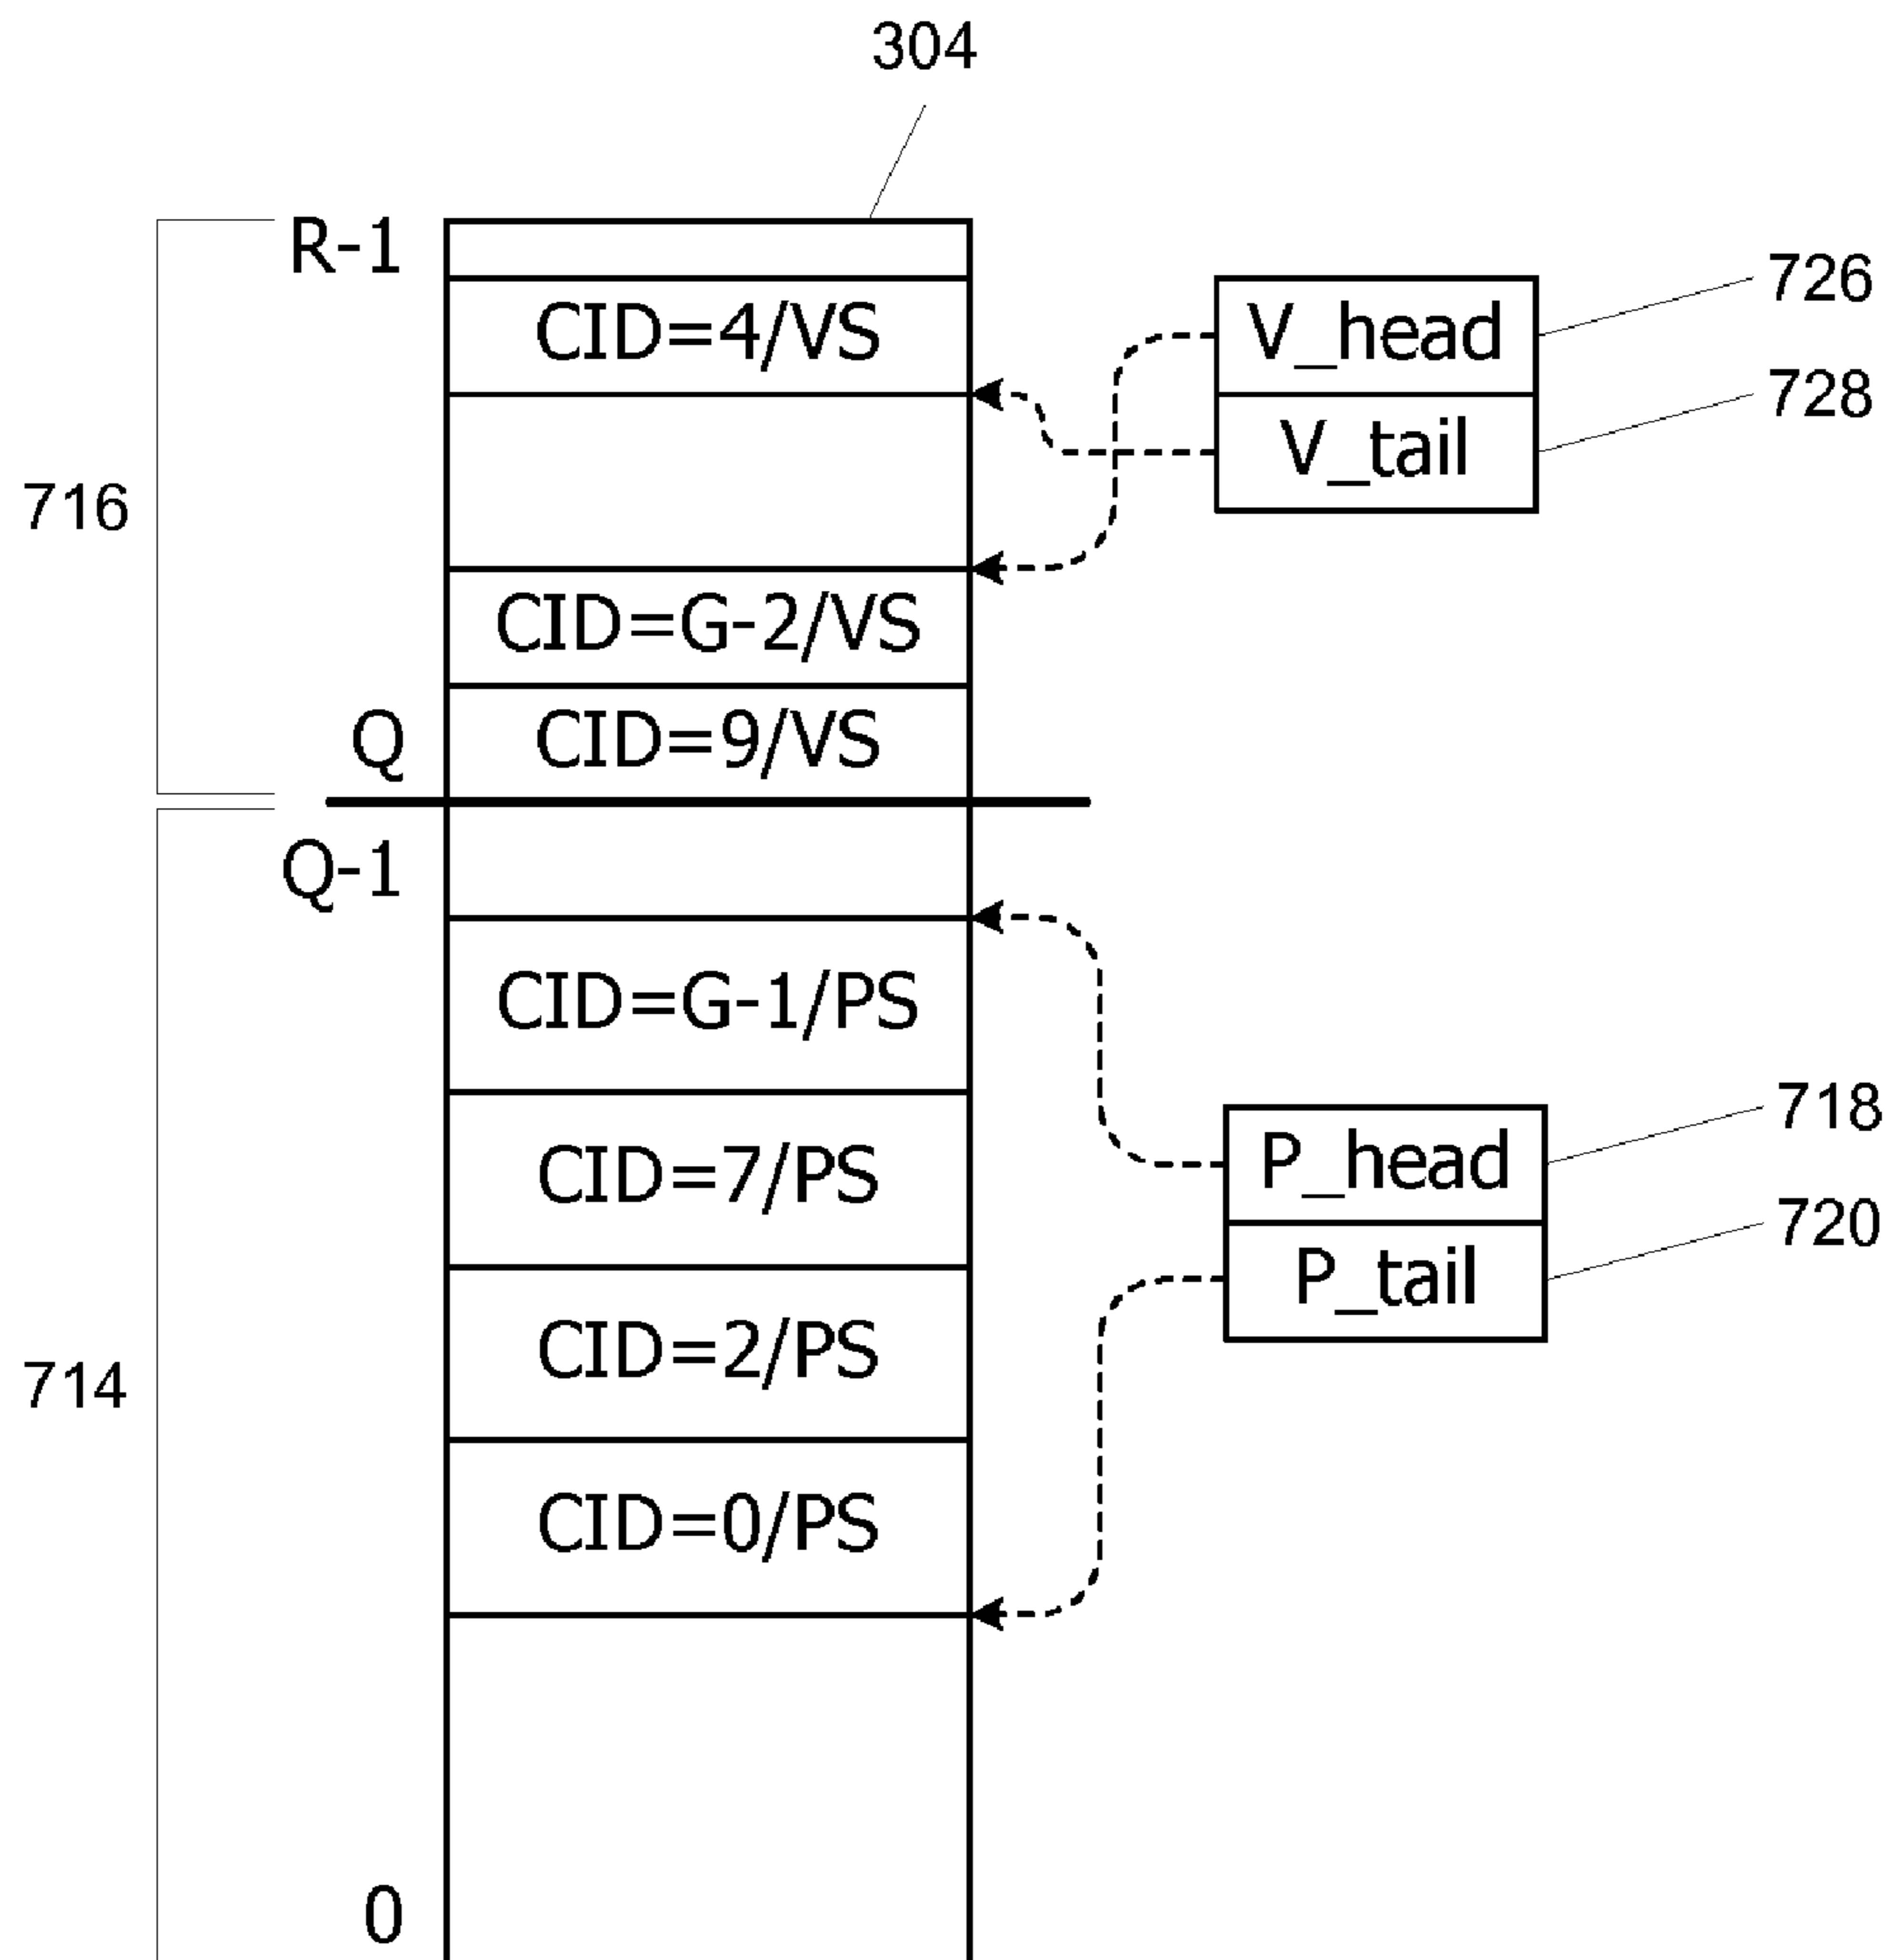 304
R-1
CID=4/VS
V_head
726
V_tail
728
716
CID=G-2/VS
Q
CID=9/VS
Q-1
CID=G-1/PS
718
CID=7/PS
P_head
720
P_tail
714
CID=2/PS
CID=0/PS
0